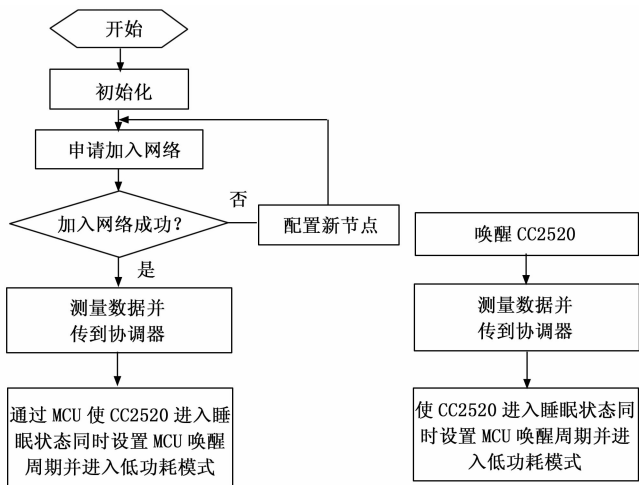 开始
初始化
申请加入网络
加入网络成功?
否
配置新节点
是
测量数据并
传到协调器
通过 MCU 使 CC2520 进入睡
眠状态同时设置 MCU 唤醒
周期并进入低功耗模式
唤醒 CC2520
测量数据并
传到协调器
使 CC2520 进入睡眠状态同
时设置 MCU 唤醒周期并进
入低功耗模式